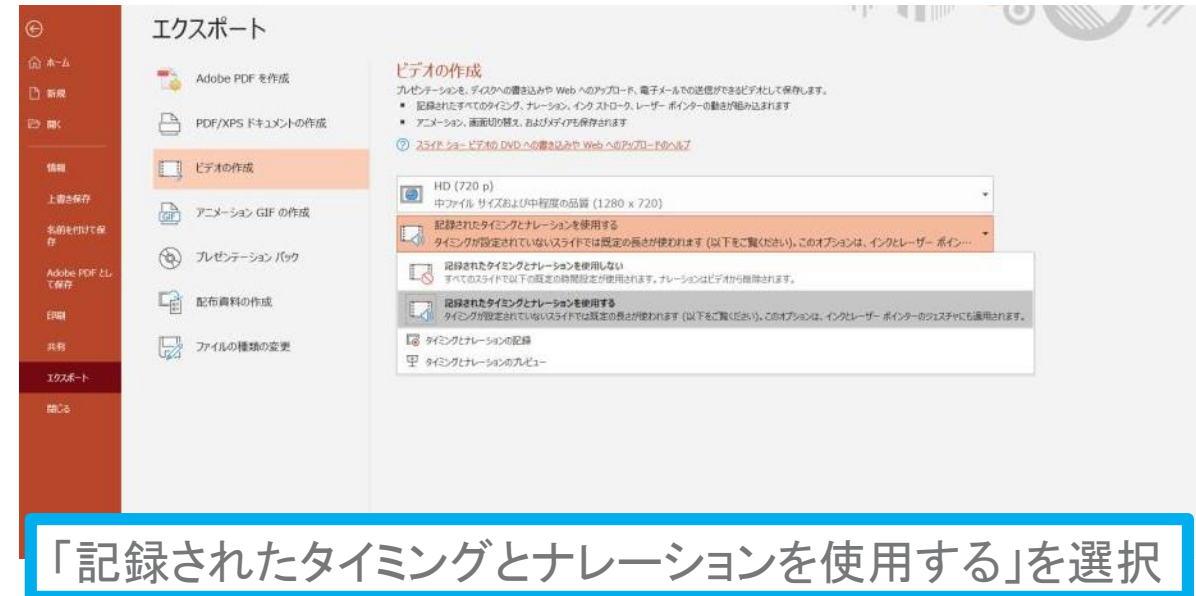 エクスポート
ホーム
新規
開く
情報
上書き保存
名前を付けて保
存
Adobe PDF とし
て保存
印刷
共有
エクスポート
閉じる
Adobe PDF を作成
PDF/XPS ドキュメントの作成
ビデオの作成
アニメーション GIF の作成
プレゼンテーション パック
配布資料の作成
ファイルの種類の変更
ビデオの作成
プレゼンテーションを、ディスクへの書き込みや Web へのアップロード、電子メールでの送信ができるビデオとして保存します。
▪ 記録されたすべてのタイミング、ナレーション、インク ストローク、レーザー ポインターの動きが組み込まれます
▪ アニメーション、画面切り替え、およびメディアも保存されます
スライド ショー ビデオの DVD への書き込みや Web へのアップロードのヘルプ
HD (720 p)
中ファイル サイズおよび中程度の品質 (1280 x 720)
記録されたタイミングとナレーションを使用する
タイミングが設定されていないスライドでは既定の長さが使われます (以下をご覧ください)。このオプションは、インクとレーザー ポイン…
記録されたタイミングとナレーションを使用しない
すべてのスライドで以下の既定の時間設定が使用されます。ナレーションはビデオから削除されます。
記録されたタイミングとナレーションを使用する
タイミングが設定されていないスライドでは既定の長さが使われます (以下をご覧ください)。このオプションは、インクとレーザー ポインターのジェスチャにも適用されます。
タイミングとナレーションの記録
タイミングとナレーションのプレビュー
「記録されたタイミングとナレーションを使用する」を選択